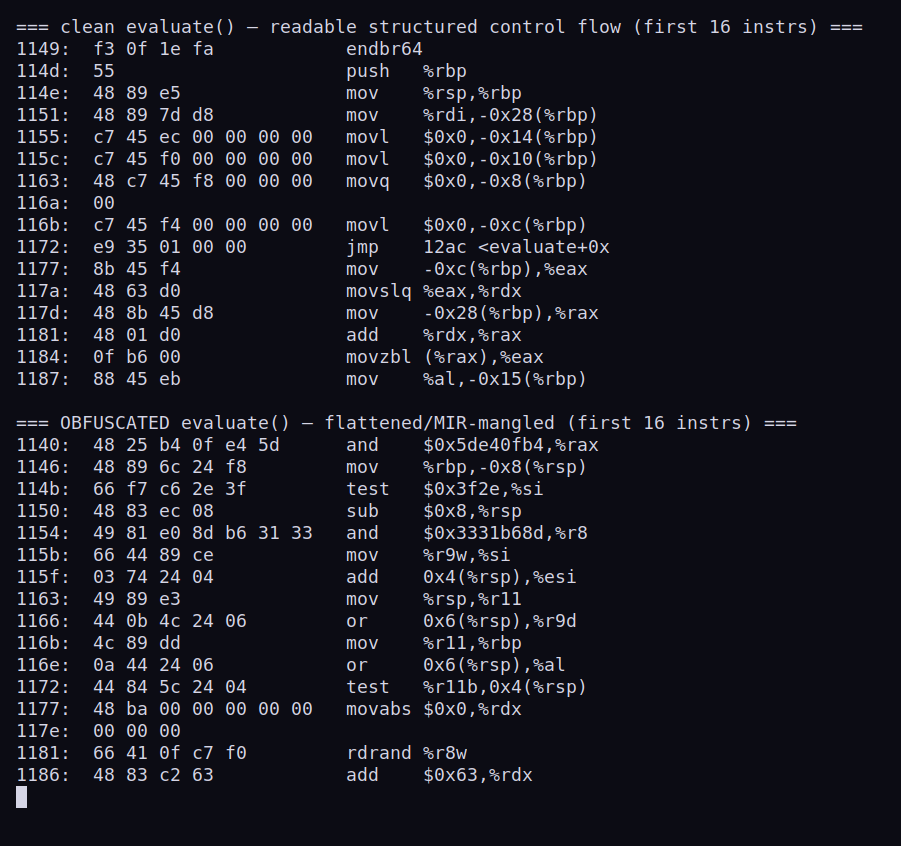 === clean evaluate() — readable structured control flow (first 16 instrs) ===
1149:  f3 0f 1e fa            endbr64
114d:  55                     push   %rbp
114e:  48 89 e5               mov    %rsp,%rbp
1151:  48 89 7d d8            mov    %rdi,-0x28(%rbp)
1155:  c7 45 ec 00 00 00 00   movl   $0x0,-0x14(%rbp)
115c:  c7 45 f0 00 00 00 00   movl   $0x0,-0x10(%rbp)
1163:  48 c7 45 f8 00 00 00   movq   $0x0,-0x8(%rbp)
116a:  00
116b:  c7 45 f4 00 00 00 00   movl   $0x0,-0xc(%rbp)
1172:  e9 35 01 00 00         jmp    12ac <evaluate+0x
1177:  8b 45 f4               mov    -0xc(%rbp),%eax
117a:  48 63 d0               movslq %eax,%rdx
117d:  48 8b 45 d8            mov    -0x28(%rbp),%rax
1181:  48 01 d0               add    %rdx,%rax
1184:  0f b6 00               movzbl (%rax),%eax
1187:  88 45 eb               mov    %al,-0x15(%rbp)
=== OBFUSCATED evaluate() — flattened/MIR-mangled (first 16 instrs) ===
1140:  48 25 b4 0f e4 5d      and    $0x5de40fb4,%rax
1146:  48 89 6c 24 f8         mov    %rbp,-0x8(%rsp)
114b:  66 f7 c6 2e 3f         test   $0x3f2e,%si
1150:  48 83 ec 08            sub    $0x8,%rsp
1154:  49 81 e0 8d b6 31 33   and    $0x3331b68d,%r8
115b:  66 44 89 ce            mov    %r9w,%si
115f:  03 74 24 04            add    0x4(%rsp),%esi
1163:  49 89 e3               mov    %rsp,%r11
1166:  44 0b 4c 24 06         or     0x6(%rsp),%r9d
116b:  4c 89 dd               mov    %r11,%rbp
116e:  0a 44 24 06            or     0x6(%rsp),%al
1172:  44 84 5c 24 04         test   %r11b,0x4(%rsp)
1177:  48 ba 00 00 00 00 00   movabs $0x0,%rdx
117e:  00 00 00
1181:  66 41 0f c7 f0         rdrand %r8w
1186:  48 83 c2 63            add    $0x63,%rdx